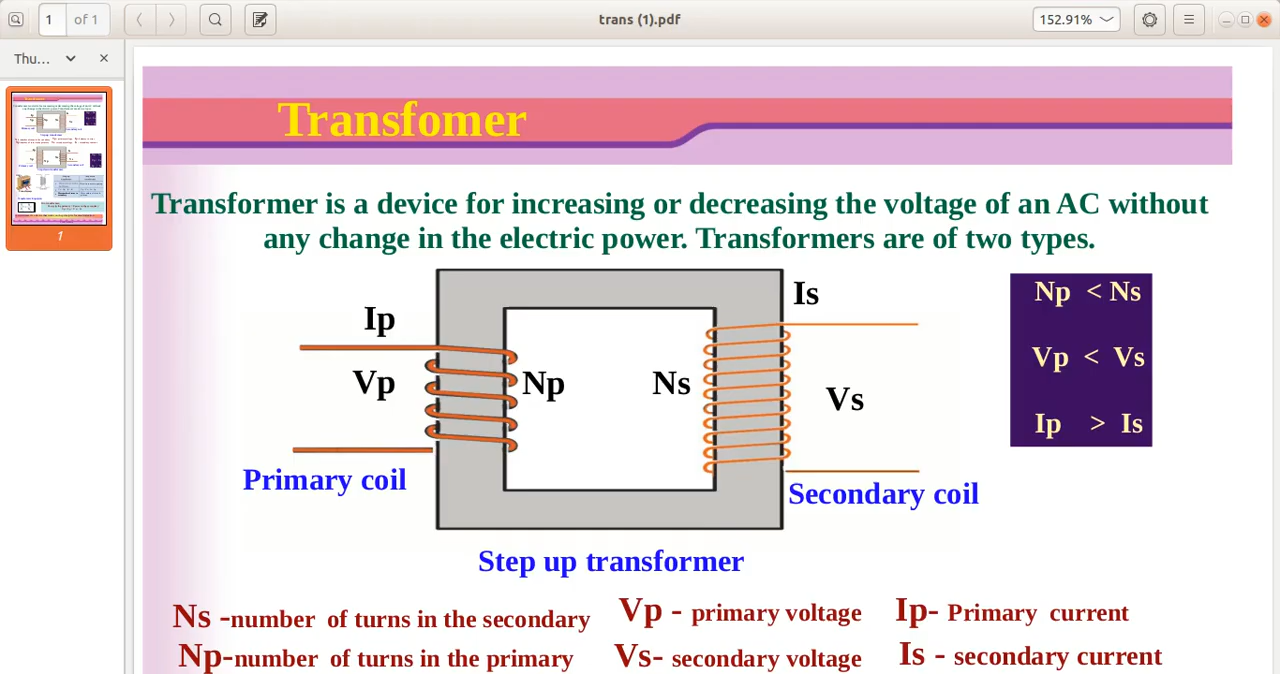 1 of 1
trans (1).pdf
152.91%
Thu...
1
Transfomer
Transformer is a device for increasing or decreasing the voltage of an AC without
any change in the electric power. Transformers are of two types.
Ip
Is
Np < Ns
Vp
Np
Ns
Vs
Vp < Vs
Ip > Is
Primary coil
Secondary coil
Step up transformer
Ns -number of turns in the secondary
Vp - primary voltage
Ip- Primary current
Np-number of turns in the primary
Vs- secondary voltage
Is - secondary current